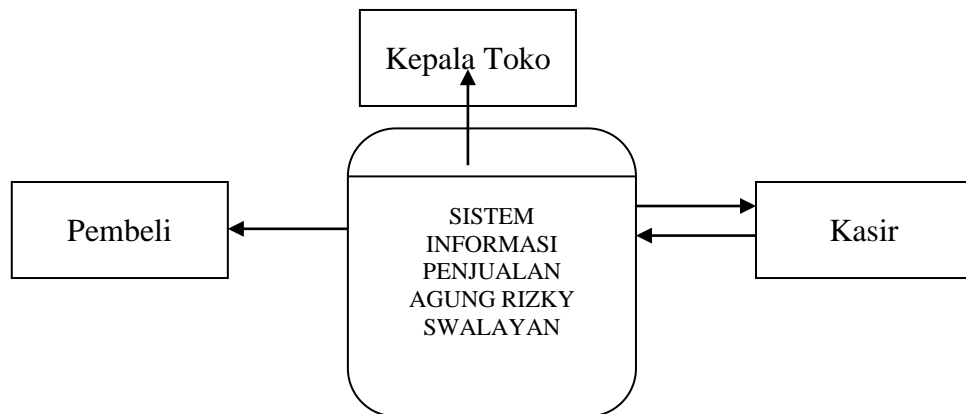 Kepala Toko
Pembeli
SISTEM
INFORMASI
PENJUALAN
AGUNG RIZKY
SWALAYAN
Kasir